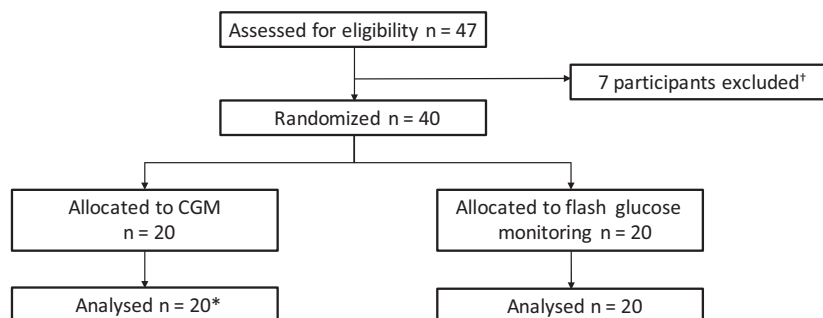 Assessed for eligibility n = 47
7 participants excluded†
Randomized n = 40
Allocated to CGM
n = 20
Allocated to flash glucose
monitoring n = 20
Analysed n = 20*
Analysed n = 20